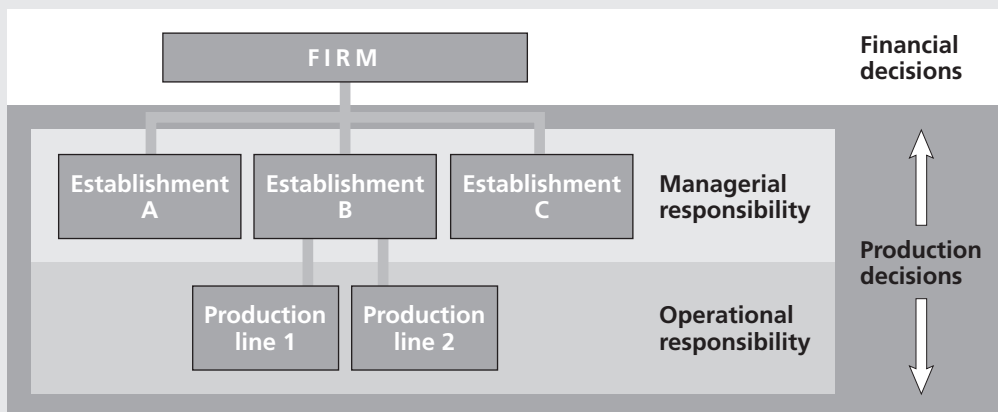 FIRM
Financial
decisions
Establishment
A
Establishment
B
Establishment
C
Managerial
responsibility
Production
decisions
Production
line 1
Production
line 2
Operational
responsibility